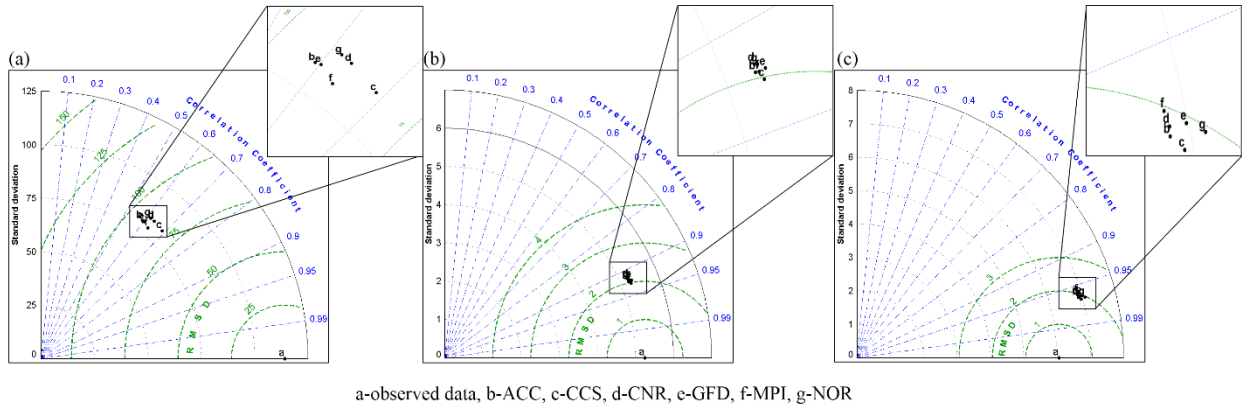 (a)
Standard deviation
125
100
75
50
25
0
0.1
0.2
0.3
0.4
0.5
0.6
0.7
0.8
0.9
0.95
0.99
Correlation Coefficient
150
125
100
75
50
25
RMSD
a
b e g d
f
c
(b)
Standard deviation
6
5
4
3
2
1
0
0.1
0.2
0.3
0.4
0.5
0.6
0.7
0.8
0.9
0.95
0.99
Correlation Coefficient
4
3
2
1
RMSD
a
(c)
Standard deviation
8
7
6
5
4
3
2
1
0
0.1
0.2
0.3
0.4
0.5
0.6
0.7
0.8
0.9
0.95
0.99
Correlation Coefficient
3
2
1
RMSD
a
f
d e
b g
c
a-observed data, b-ACC, c-CCS, d-CNR, e-GFD, f-MPI, g-NOR